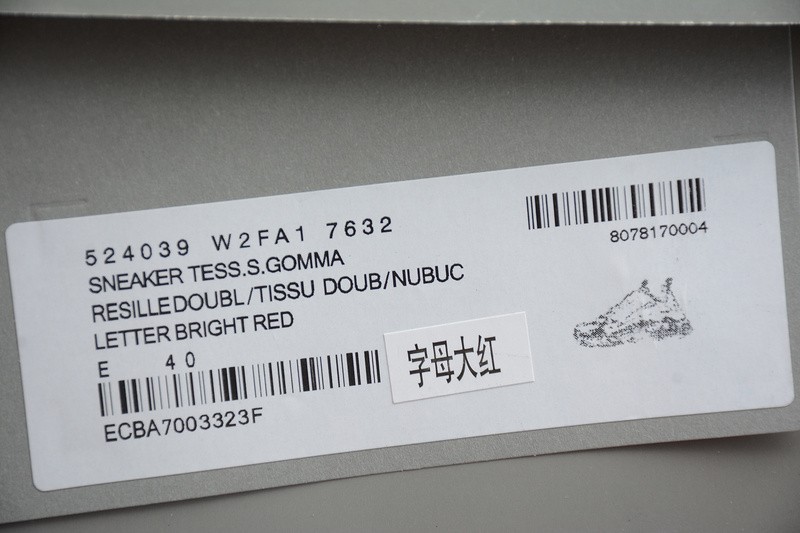 524039 W2FA1 7632
SNEAKER TESS.S.GOMMA
RESILLE DOUBL/TISSU DOUB/NUBUC
LETTER BRIGHT RED
E 40
ECBA7003323F
字母大红
8078170004